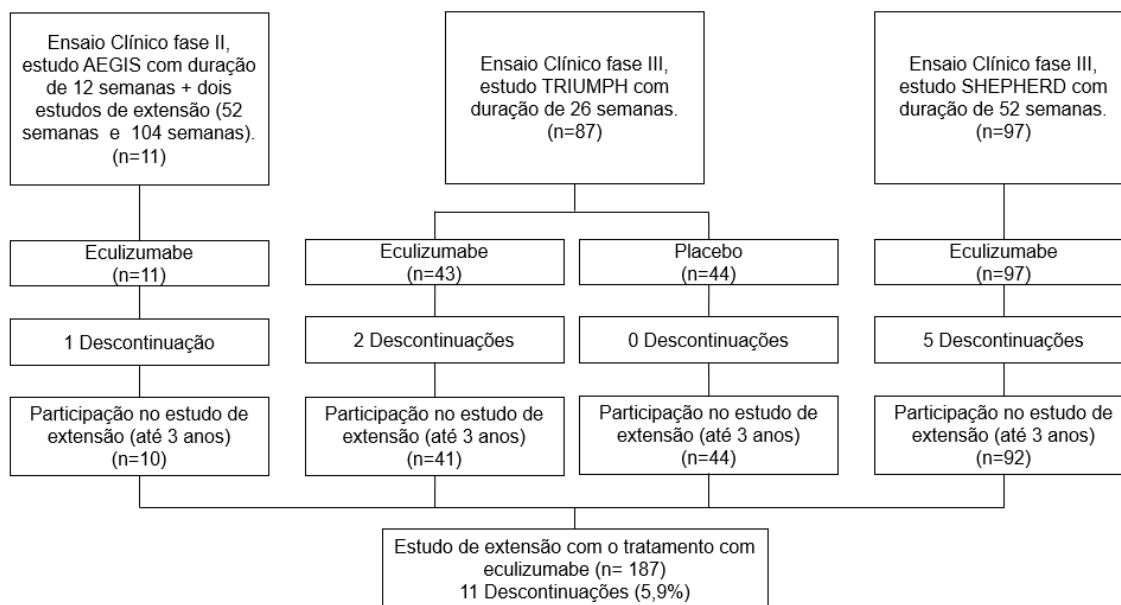 Ensaio Clínico fase II,
estudo AEGIS com duração
de 12 semanas + dois
estudos de extensão (52
semanas e 104 semanas).
(n=11)
Ensaio Clínico fase III,
estudo TRIUMPH com
duração de 26 semanas.
(n=87)
Ensaio Clínico fase III,
estudo SHEPHERD com
duração de 52 semanas.
(n=97)
Eculizumabe
(n=11)
Eculizumabe
(n=43)
Placebo
(n=44)
Eculizumabe
(n=97)
1 Descontinuação
2 Descontinuações
0 Descontinuações
5 Descontinuações
Participação no estudo de
extensão (até 3 anos)
(n=10)
Participação no estudo de
extensão (até 3 anos)
(n=41)
Participação no estudo de
extensão (até 3 anos)
(n=44)
Participação no estudo de
extensão (até 3 anos)
(n=92)
Estudo de extensão com o tratamento com
eculizumabe (n= 187)
11 Descontinuações (5,9%)